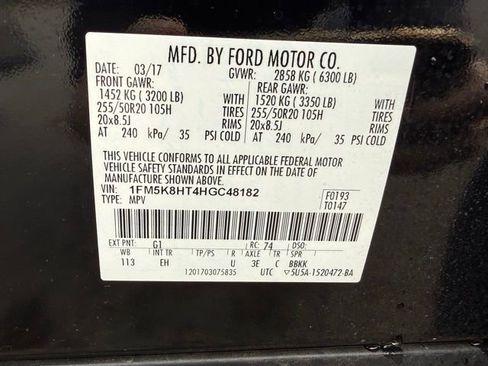 MFD. BY FORD MOTOR CO.
DATE: 03/17 GVWR: 2858 KG ( 6300 LB)
FRONT GAWR: REAR GAWR:
1452 KG ( 3200 LB) WITH 1520 KG ( 3350 LB) WITH
255/50R20 105H TIRES 255/50R20 105H TIRES
20x8.5J RIMS 20x8.5J RIMS
AT 240 kPa/ 35 PSI COLD AT 240 kPa/ 35 PSI COLD
THIS VEHICLE CONFORMS TO ALL APPLICABLE FEDERAL MOTOR
VEHICLE SAFETY STANDARDS IN EFFECT ON THE DATE OF
MANUFACTURE SHOWN ABOVE.
VIN: 1FM5K8HT4HGC48182 F0193
TYPE: MPV T0147
EXT PNT: G1 RC: 74 DSO:
WB INT TR TP/PS R AXLE TR SPR
113 EH U 3E C BBKK
1201703075835 UTC 5U5A-1520472-BA